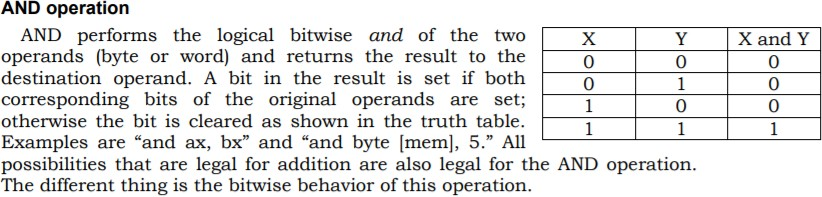 AND operation
AND performs the logical bitwise and of the two
operands (byte or word) and returns the result to the
destination operand. A bit in the result is set if both
corresponding bits of the original operands are set;
otherwise the bit is cleared as shown in the truth table.
Examples are “and ax, bx” and “and byte [mem], 5.” All
possibilities that are legal for addition are also legal for the AND operation.
The different thing is the bitwise behavior of this operation.
X Y X and Y
0 0 0
0 1 0
1 0 0
1 1 1